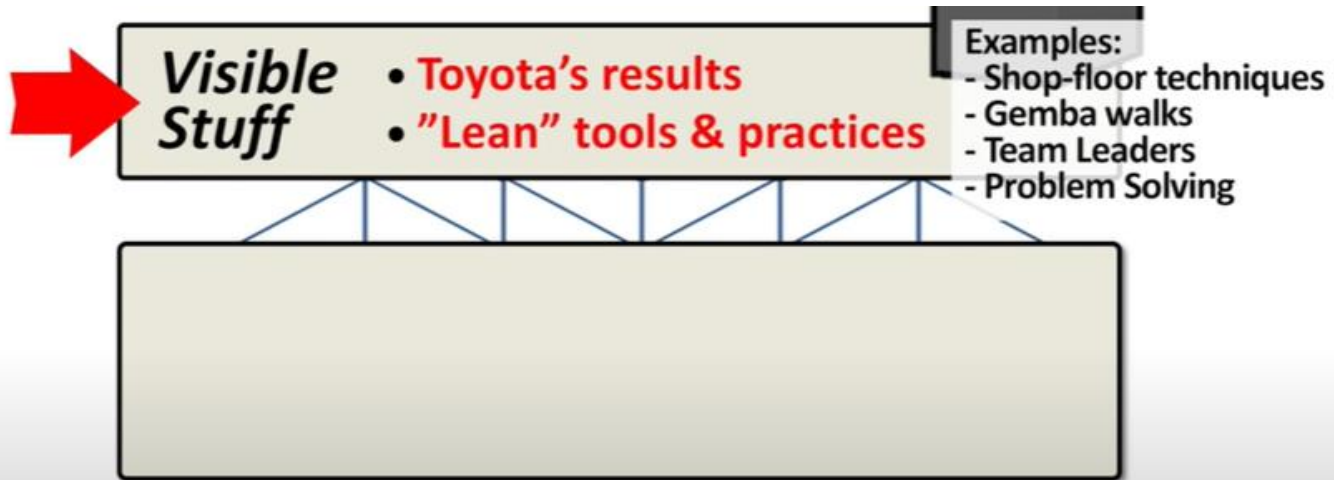 Visible
Stuff
• Toyota’s results
• ”Lean” tools & practices
Examples:
- Shop-floor techniques
- Gemba walks
- Team Leaders
- Problem Solving